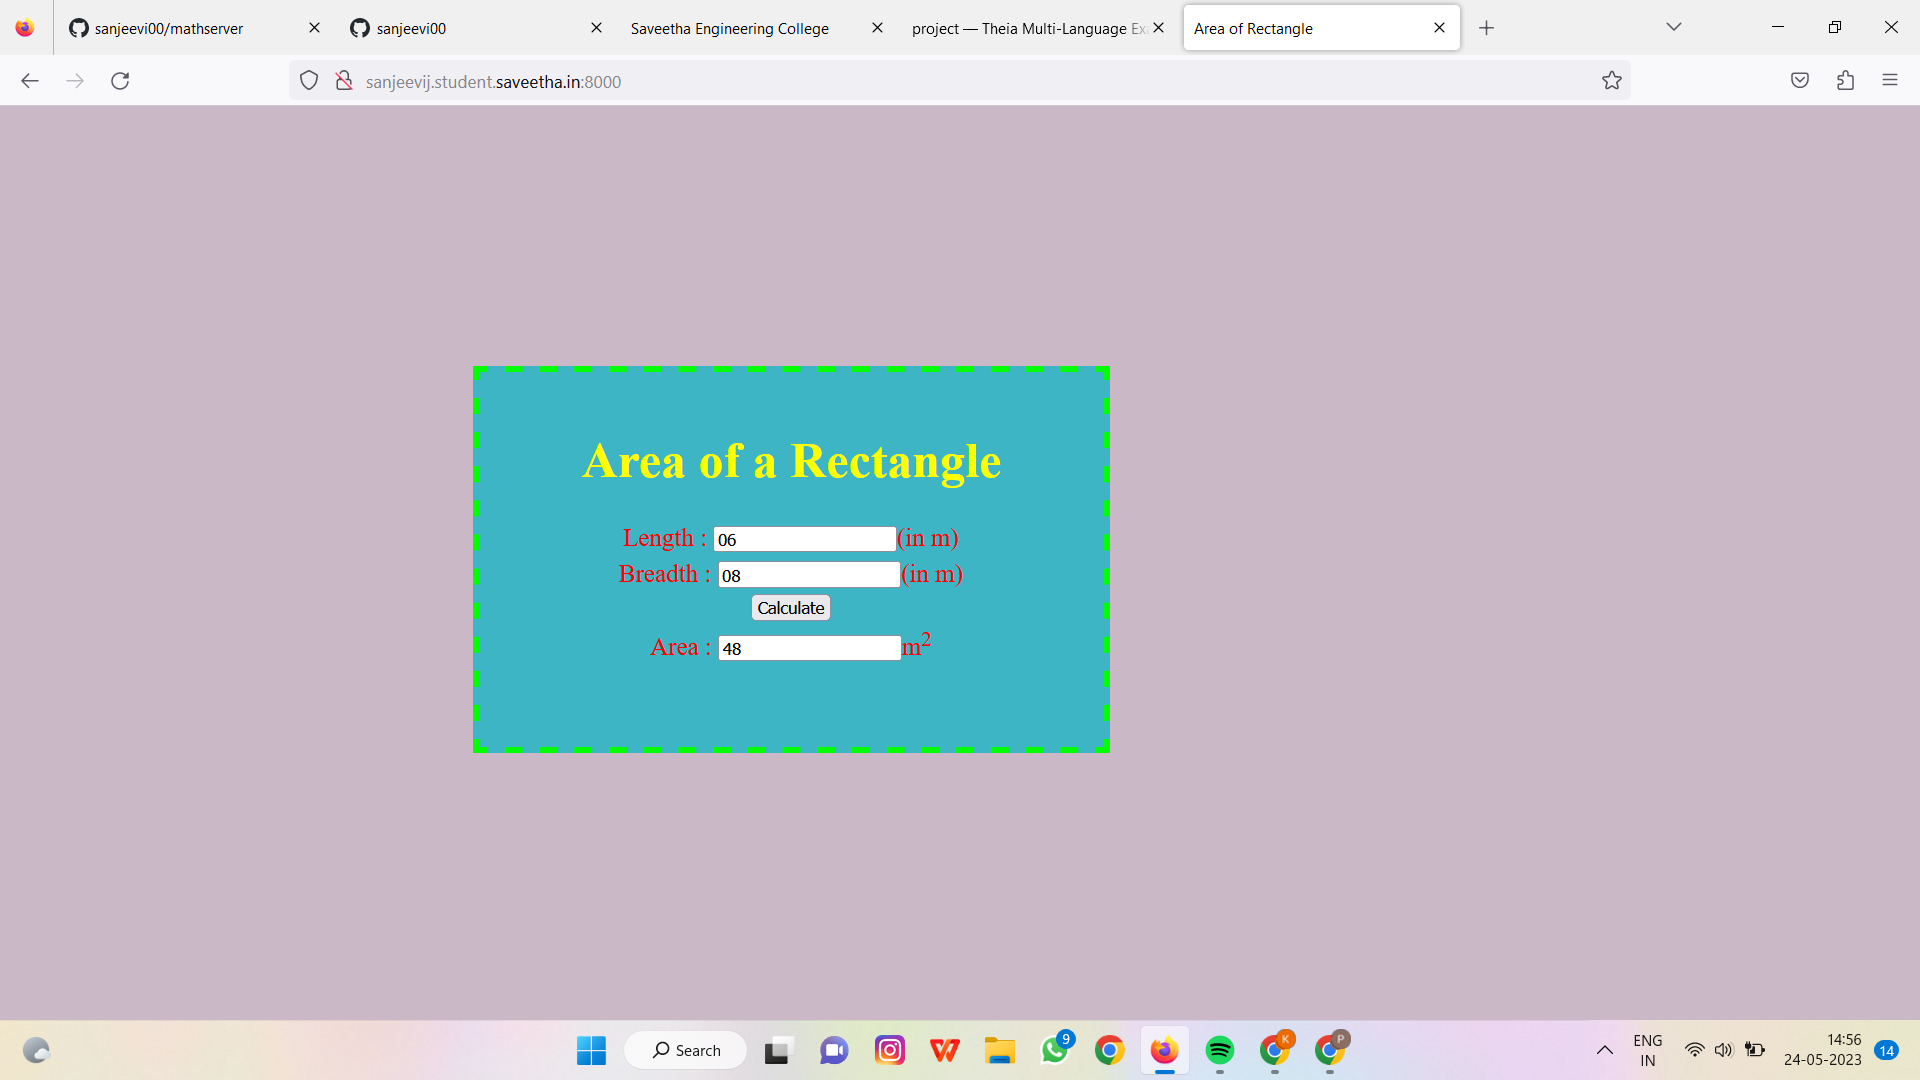 sanjeevi00/mathserver
sanjeevi00
Saveetha Engineering College
project — Theia Multi-Language Ex
Area of Rectangle
sanjeevij.student.saveetha.in:8000
Area of a Rectangle
Length : 06 (in m)
Breadth : 08 (in m)
Calculate
Area : 48 m²
Search
9
K
P
ENG
IN
14:56
24-05-2023
14